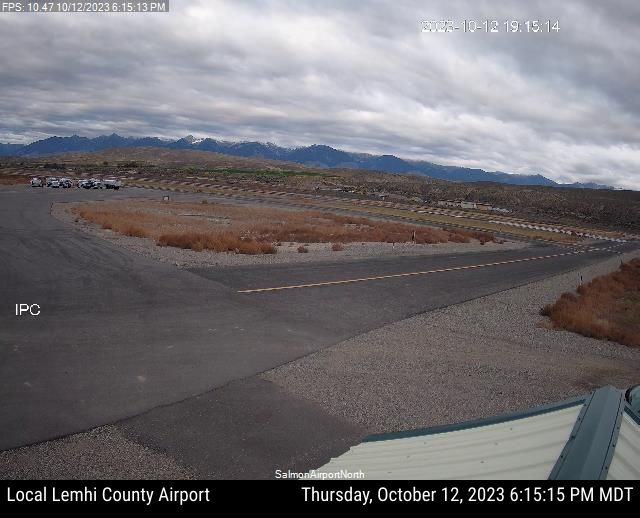 FPS: 10.47 10/12/2023 6:15:13 PM
2023-10-12 19:15:14
IPC
SalmonAirportNorth
Local Lemhi County Airport
Thursday, October 12, 2023 6:15:15 PM MDT